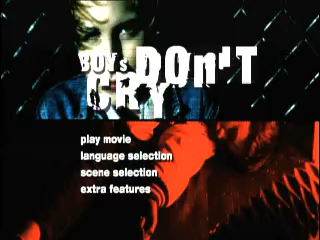 BOYS DON'T
CRY
play movie
language selection
scene selection
extra features